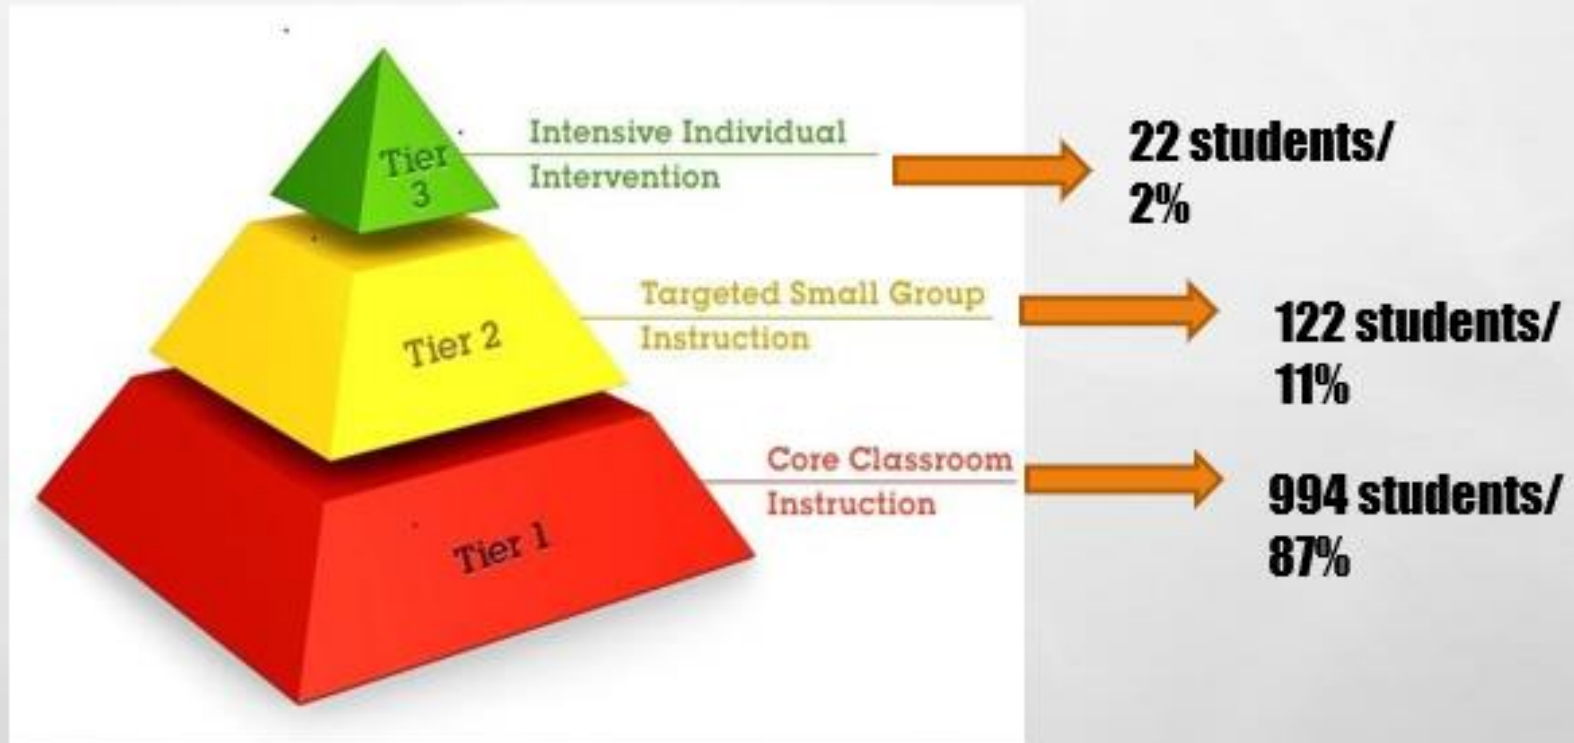 Tier
3
Intensive Individual
Intervention
22 students/
2%
Tier 2
Targeted Small Group
Instruction
122 students/
11%
Tier 1
Core Classroom
Instruction
994 students/
87%